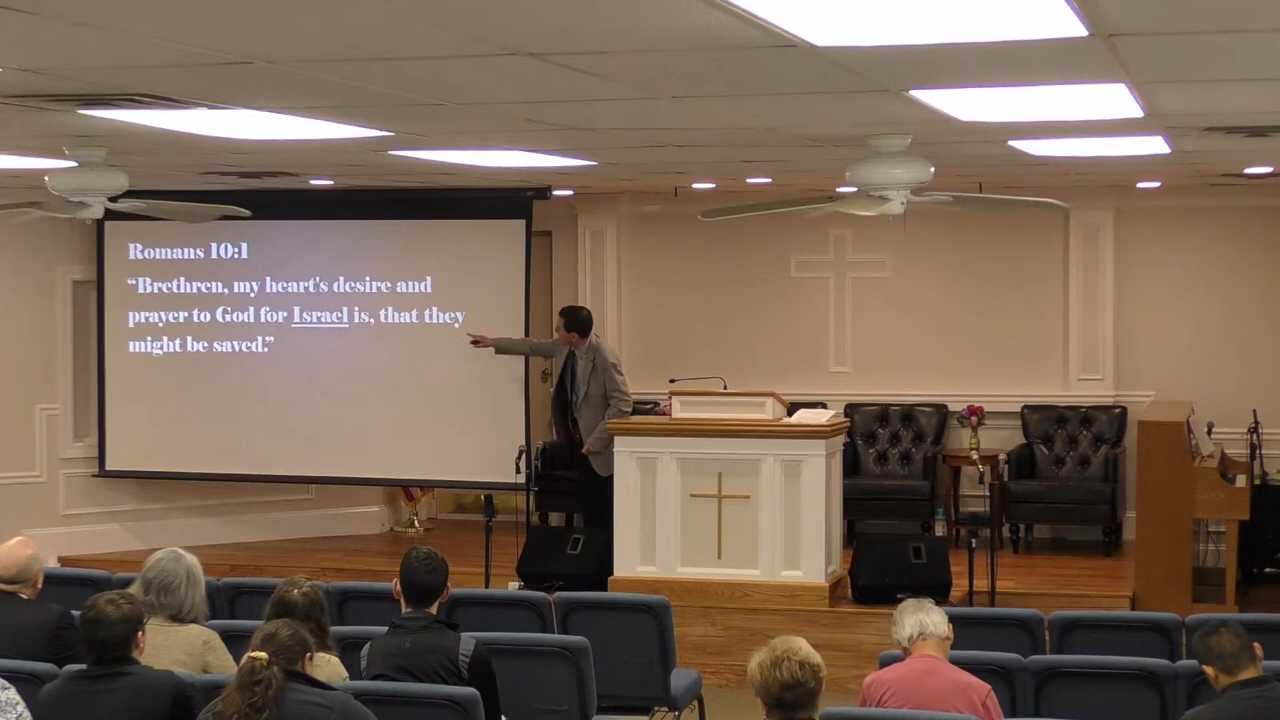 Romans 10:1
“Brethren, my heart's desire and
prayer to God for Israel is, that they
might be saved.”